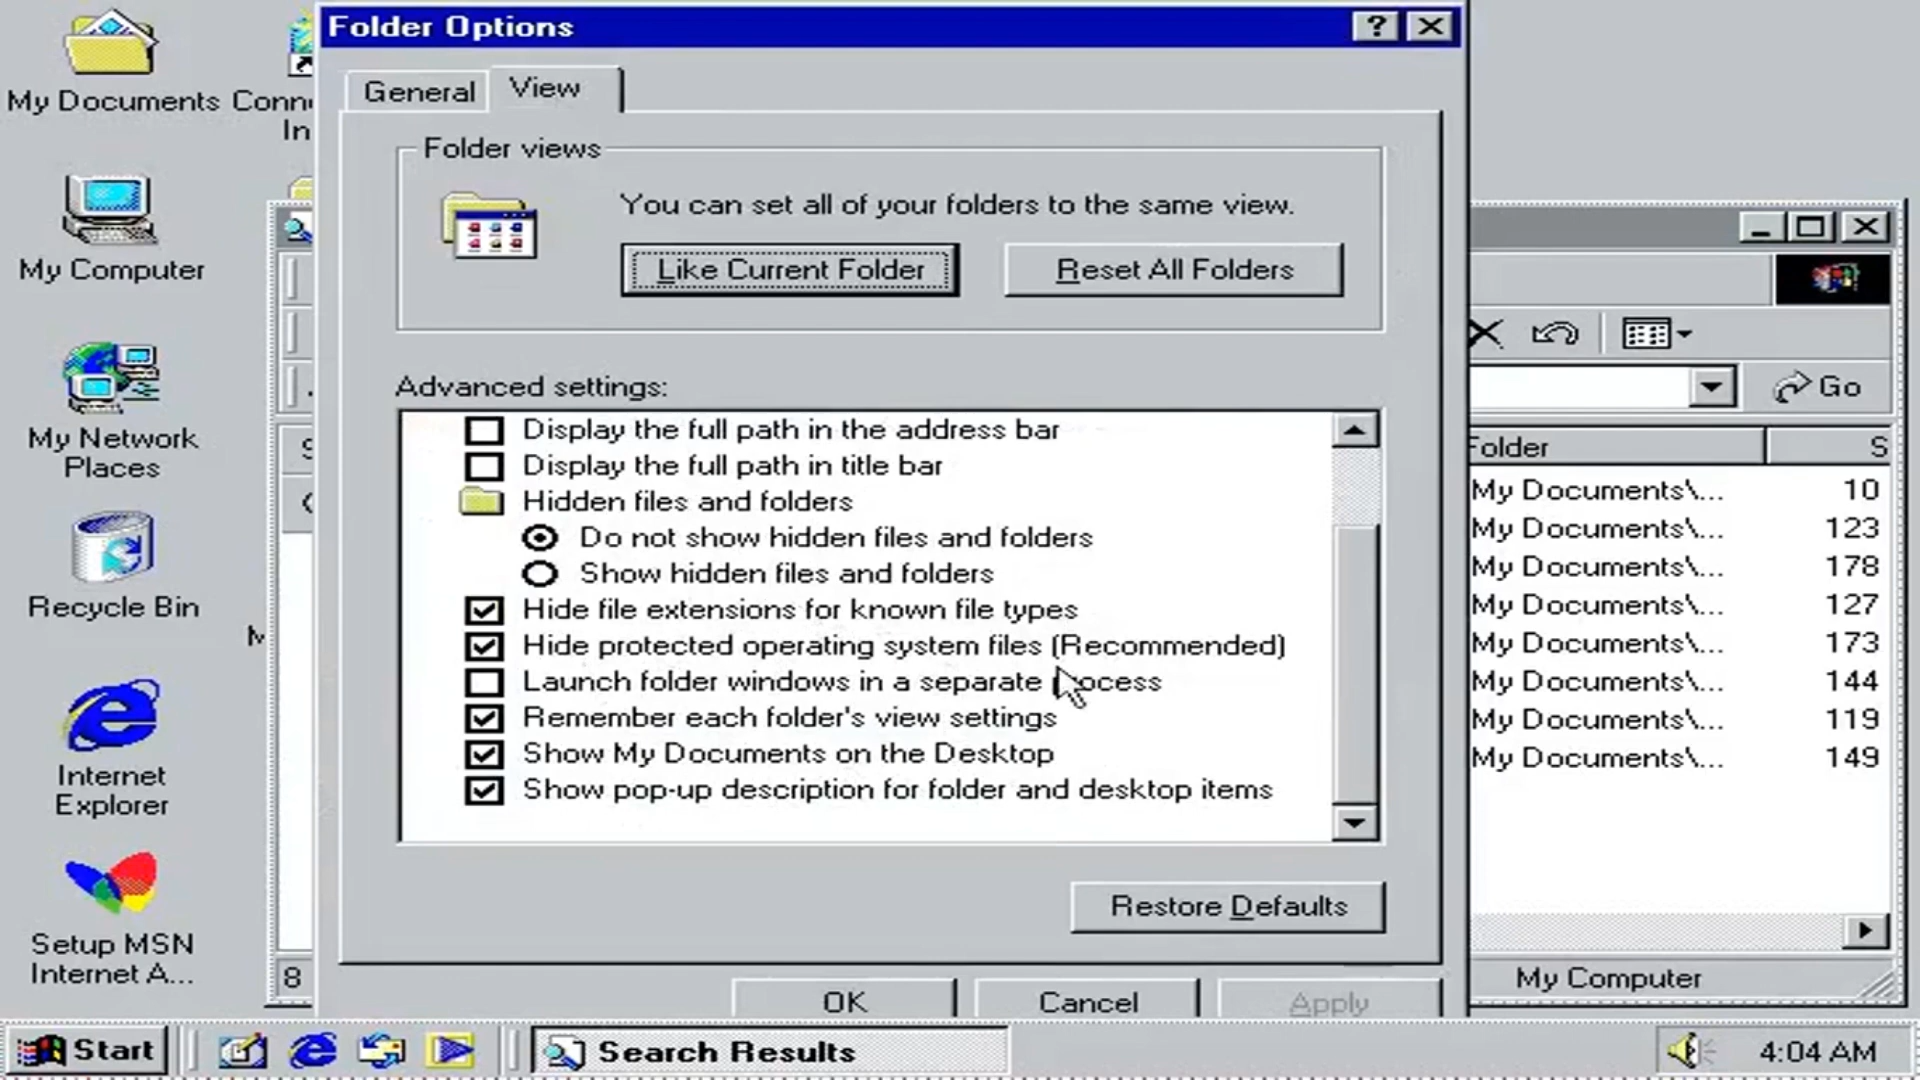 My Documents
Conn
In
My Computer
My Network
Places
Recycle Bin
Internet
Explorer
Setup MSN
Internet A...
Folder Options
?
General
View
Folder views
You can set all of your folders to the same view.
Like Current Folder
Reset All Folders
Advanced settings:
Display the full path in the address bar
Display the full path in title bar
Hidden files and folders
Do not show hidden files and folders
Show hidden files and folders
Hide file extensions for known file types
Hide protected operating system files (Recommended)
Launch folder windows in a separate process
Remember each folder's view settings
Show My Documents on the Desktop
Show pop-up description for folder and desktop items
Restore Defaults
OK
Cancel
Apply
Go
Folder S
My Documents\... 10
My Documents\... 123
My Documents\... 178
My Documents\... 127
My Documents\... 173
My Documents\... 144
My Documents\... 119
My Documents\... 149
8
My Computer
Start
Search Results
4:04 AM